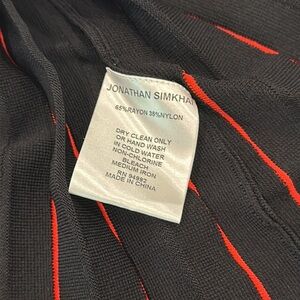 JONATHAN SIMKHAI
65%RAYON 35%NYLON
DRY CLEAN ONLY
OR HAND WASH
IN COLD WATER
NON-CHLORINE
BLEACH
MEDIUM IRON
RN 94992
MADE IN CHINA